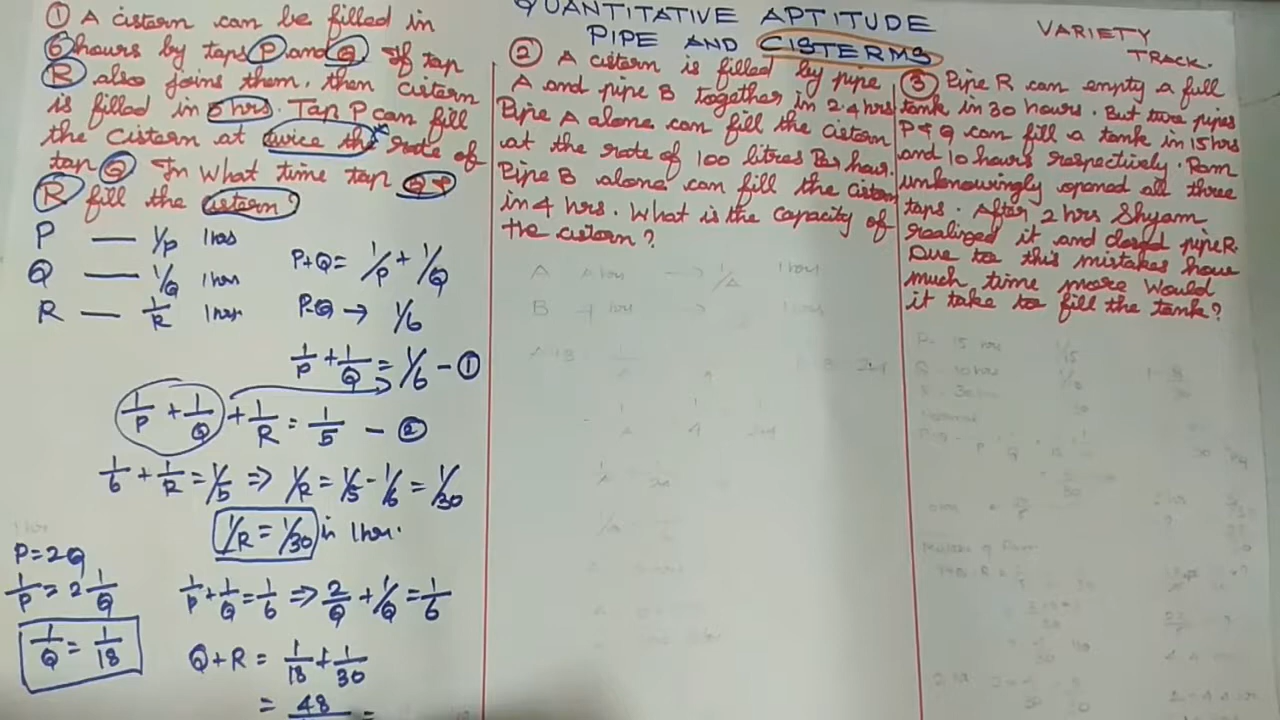 QUANTITATIVE APTITUDE
PIPE AND CISTERMS
VARIETY
TRACK.
① A cistern can be filled in
6 hours by taps P and Q. If tap
R also joins them, then cistern
is filled in 5 hrs. Tap P can fill
the cistern at twice the rate of
tap Q. In what time tap Q &
R fill the cistern?
P — 1/P 1 hrs
Q — 1/Q 1 hrs
R — 1/R 1 hrs
P+Q = 1/P + 1/Q
P+Q → 1/6
1/P + 1/Q = 1/6 - ①
1/P + 1/Q + 1/R = 1/5 - ②
1/6 + 1/R = 1/5 ⇒ 1/R = 1/5 - 1/6 = 1/30
1/R = 1/30 in 1 hrs.
P = 2Q
1/P = 2 1/Q
1/Q = 1/18
1/P + 1/Q = 1/6 ⇒ 2/Q + 1/Q = 1/6
Q + R = 1/18 + 1/30
= 48
② A cistern is filled by pipe
A and pipe B together in 2.4 hrs
Pipe A alone can fill the cistern
at the rate of 100 litres Per hour.
Pipe B alone can fill the cistern
in 4 hrs. What is the capacity of
the cistern?
③ Pipe R can empty a full
tank in 30 hours. But two pipes
P & Q can fill a tank in 15 hrs
and 10 hours respectively. Ram
unknowingly opened all three
taps. After 2 hrs Shyam
realized it and closed pipe R.
Due to this mistakes how
much time more would
it take to fill the tank?